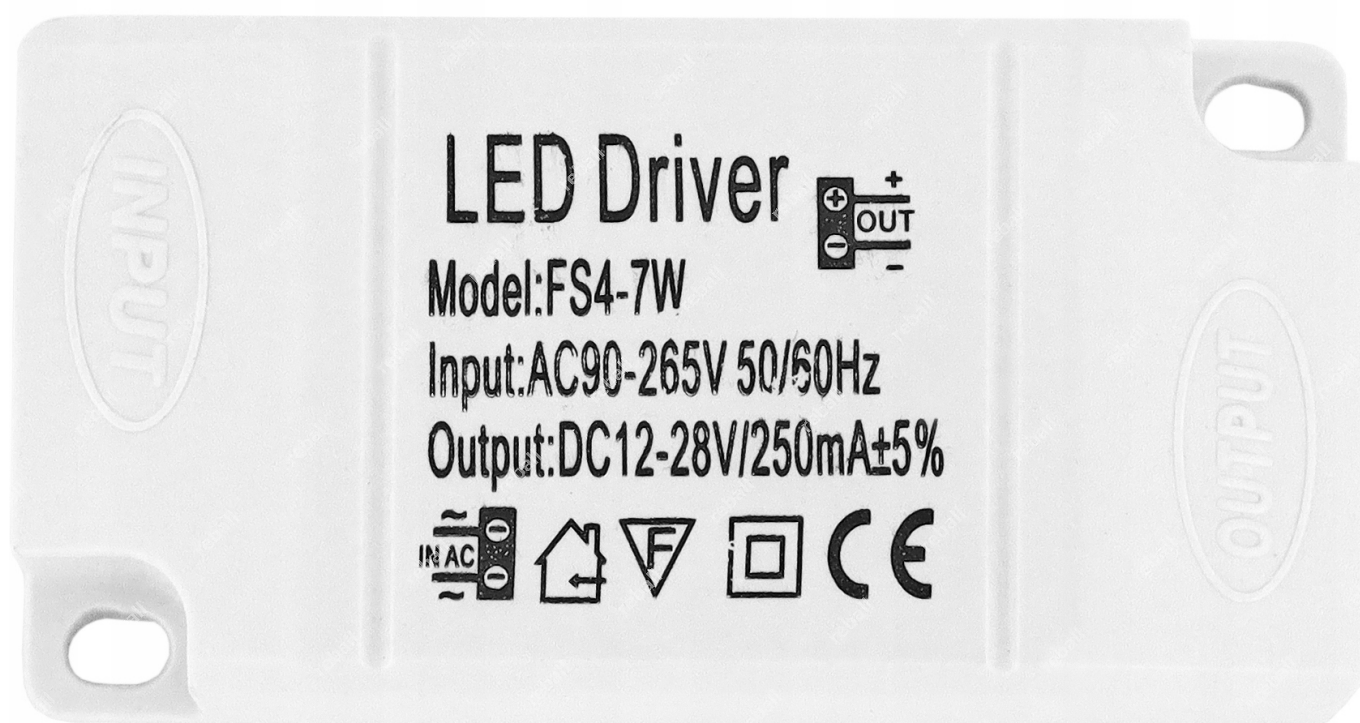 LED Driver
+
OUT
-
Model:FS4-7W
Input:AC90-265V 50/60Hz
Output:DC12-28V/250mA±5%
~
IN AC
~
F
CE
INPUT
OUTPUT